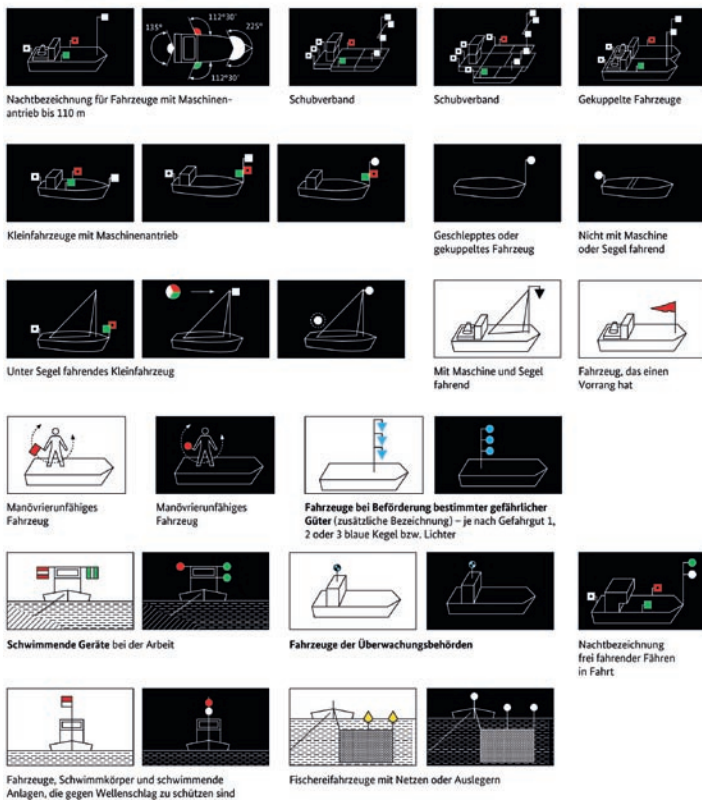 135°
112°30´
225°
112°30´
Nachtbezeichnung für Fahrzeuge mit Maschinen-
antrieb bis 110 m
Schubverband
Schubverband
Gekuppelte Fahrzeuge
Kleinfahrzeuge mit Maschinenantrieb
Geschlepptes oder
gekuppeltes Fahrzeug
Nicht mit Maschine
oder Segel fahrend
Unter Segel fahrendes Kleinfahrzeug
Mit Maschine und Segel
fahrend
Fahrzeug, das einen
Vorrang hat
Manövrierunfähiges
Fahrzeug
Manövrierunfähiges
Fahrzeug
Fahrzeuge bei Beförderung bestimmter gefährlicher
Güter (zusätzliche Bezeichnung) – je nach Gefahrgut 1,
2 oder 3 blaue Kegel bzw. Lichter
Schwimmende Geräte bei der Arbeit
Fahrzeuge der Überwachungsbehörden
Nachtbezeichnung
frei fahrender Fähren
in Fahrt
Fahrzeuge, Schwimmkörper und schwimmende
Anlagen, die gegen Wellenschlag zu schützen sind
Fischereifahrzeuge mit Netzen oder Auslegern